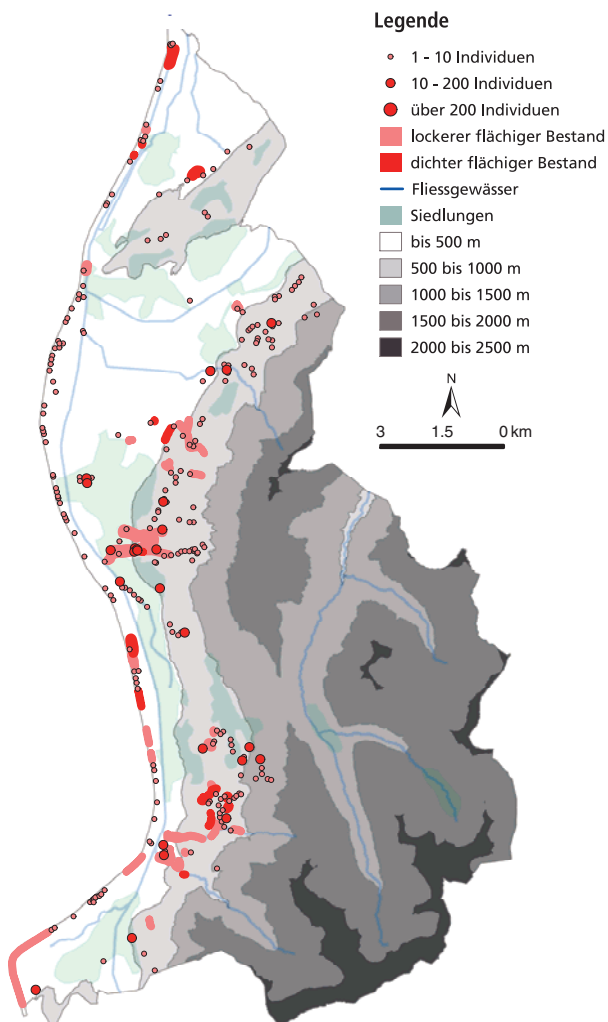 Legende
1 - 10 Individuen
10 - 200 Individuen
über 200 Individuen
lockerer flächiger Bestand
dichter flächiger Bestand
Fliessgewässer
Siedlungen
bis 500 m
500 bis 1000 m
1000 bis 1500 m
1500 bis 2000 m
2000 bis 2500 m
N
3 1.5 0 km